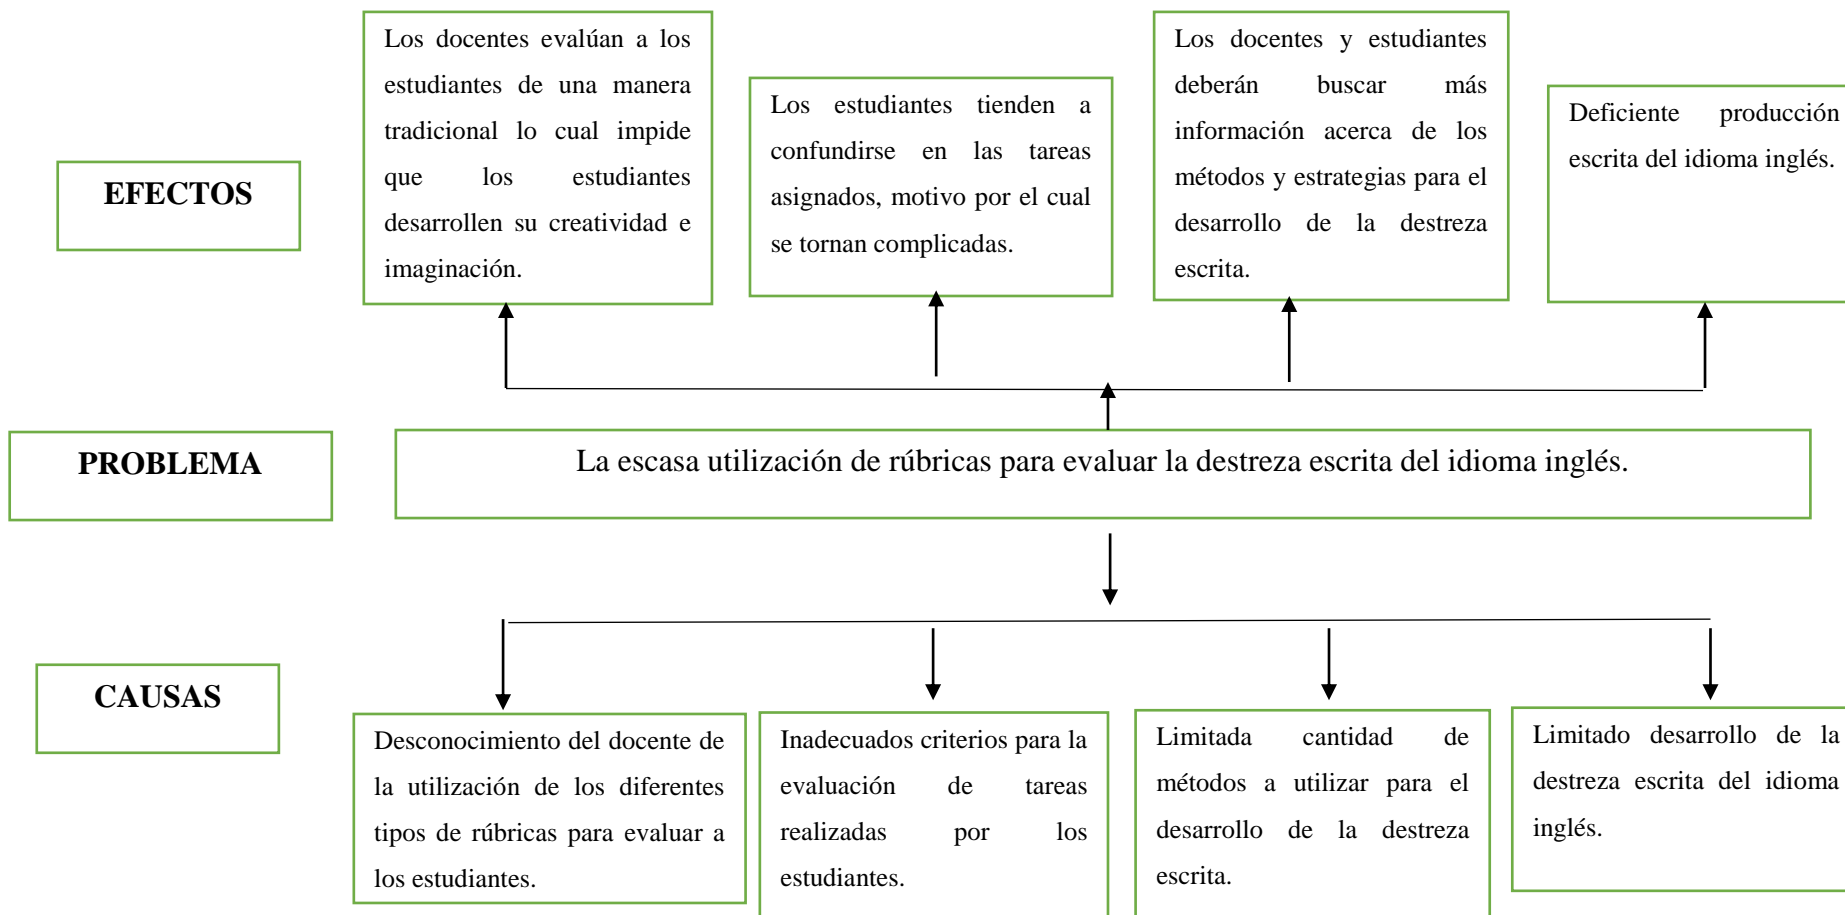 EFECTOS
Los docentes evalúan a los
estudiantes de una manera
tradicional lo cual impide
que los estudiantes
desarrollen su creatividad e
imaginación.
Los estudiantes tienden a
confundirse en las tareas
asignados, motivo por el cual
se tornan complicadas.
Los docentes y estudiantes
deberán buscar más
información acerca de los
métodos y estrategias para el
desarrollo de la destreza
escrita.
Deficiente producción
escrita del idioma inglés.
PROBLEMA
La escasa utilización de rúbricas para evaluar la destreza escrita del idioma inglés.
CAUSAS
Desconocimiento del docente de
la utilización de los diferentes
tipos de rúbricas para evaluar a
los estudiantes.
Inadecuados criterios para la
evaluación de tareas
realizadas por los
estudiantes.
Limitada cantidad de
métodos a utilizar para el
desarrollo de la destreza
escrita.
Limitado desarrollo de la
destreza escrita del idioma
inglés.